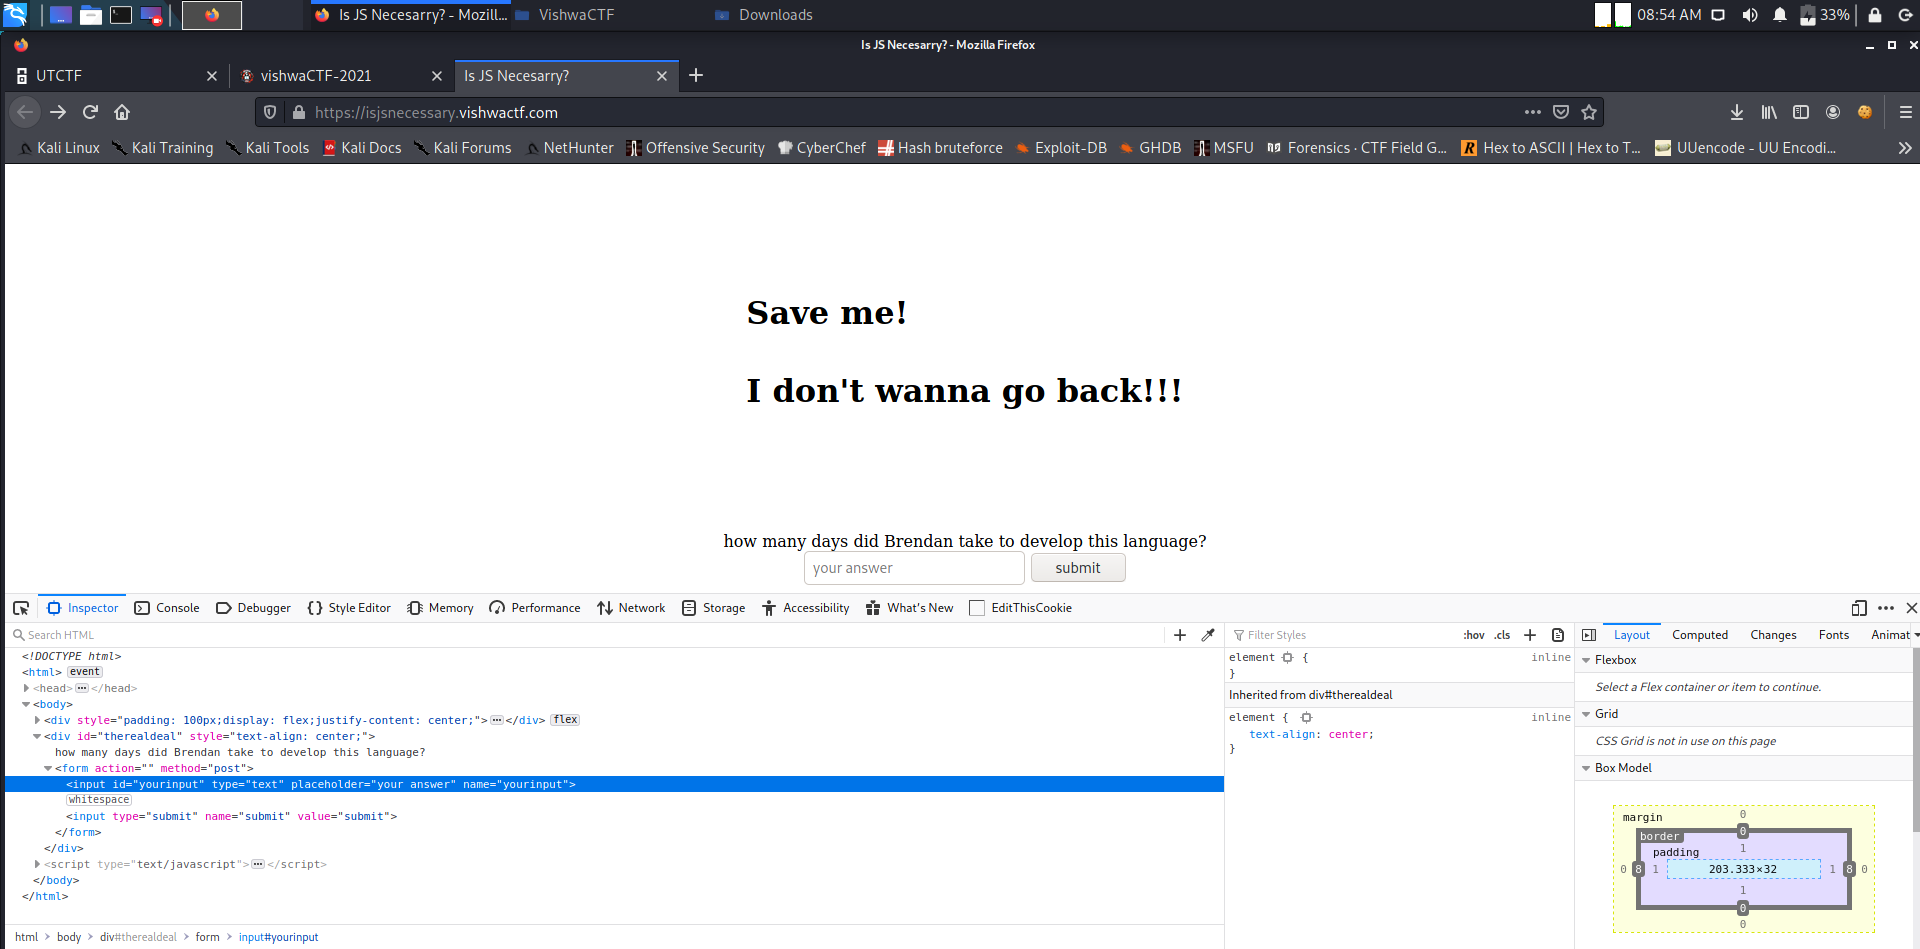 Is JS Necesarry? - Mozill...
VishwaCTF
Downloads
08:54 AM
33%
Is JS Necesarry? - Mozilla Firefox
UTCTF
vishwaCTF-2021
Is JS Necesarry?
https://isjsnecessary.vishwactf.com
Kali Linux Kali Training Kali Tools Kali Docs Kali Forums NetHunter Offensive Security CyberChef Hash bruteforce Exploit-DB GHDB MSFU Forensics · CTF Field G... Hex to ASCII | Hex to T... UUencode - UU Encodi...
Save me!
I don't wanna go back!!!
how many days did Brendan take to develop this language?
your answer submit
Inspector Console Debugger Style Editor Memory Performance Network Storage Accessibility What's New EditThisCookie
Search HTML
<!DOCTYPE html>
<html> event
<head> ••• </head>
<body>
<div style="padding: 100px;display: flex;justify-content: center;"> ••• </div> flex
<div id="therealdeal" style="text-align: center;">
how many days did Brendan take to develop this language?
<form action="" method="post">
<input id="yourinput" type="text" placeholder="your answer" name="yourinput">
whitespace
<input type="submit" name="submit" value="submit">
</form>
</div>
<script type="text/javascript"> ••• </script>
</body>
</html>
html > body > div#therealdeal > form > input#yourinput
Filter Styles :hov .cls +
element { inline
}
Inherited from div#therealdeal
element { inline
text-align: center;
}
Layout Computed Changes Fonts Animat
Flexbox
Select a Flex container or item to continue.
Grid
CSS Grid is not in use on this page
Box Model
margin 0
border 0
padding 1
0 8 1 203.333×32 1 8 0
1
0
0